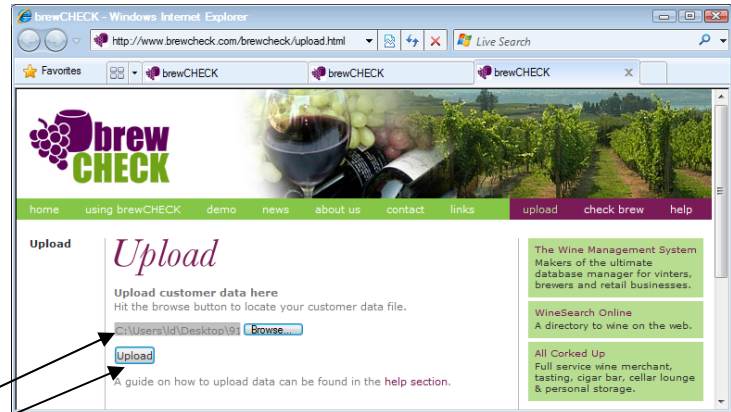 brewCHECK - Windows Internet Explorer
http://www.brewcheck.com/brewcheck/upload.html
Live Search
Favorites
brewCHECK
brewCHECK
brewCHECK
brew
CHECK
home using brewCHECK demo news about us contact links upload check brew help
Upload
Upload
Upload customer data here
Hit the browse button to locate your customer data file.
C:\Users\ld\Desktop\91 Browse...
Upload
A guide on how to upload data can be found in the help section.
The Wine Management System
Makers of the ultimate
database manager for vinters,
brewers and retail businesses.
WineSearch Online
A directory to wine on the web.
All Corked Up
Full service wine merchant,
tasting, cigar bar, cellar lounge
& personal storage.